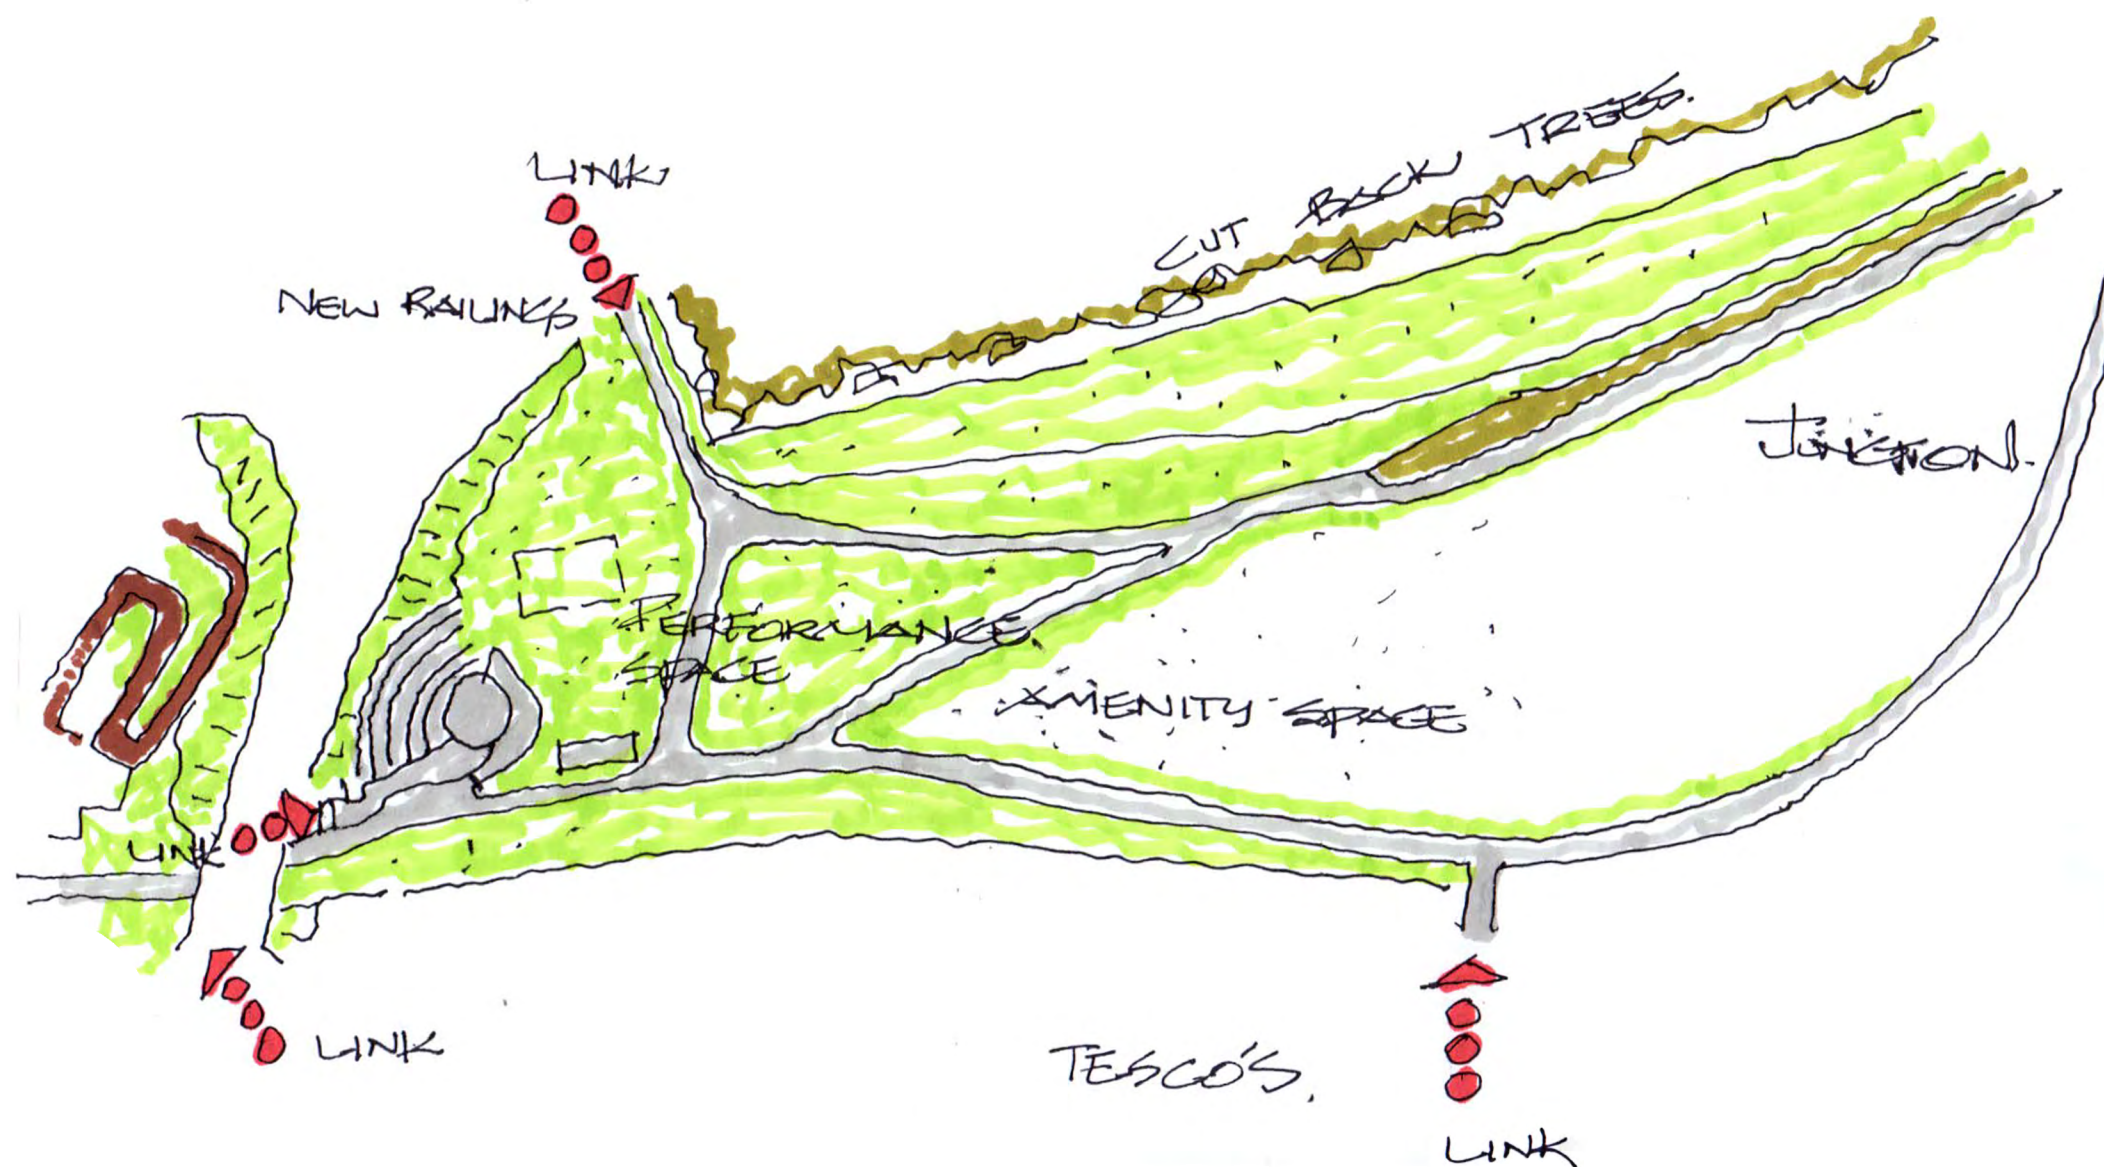 LINK
CUT BACK TREES.
NEW RAILINGS
JUNCTION.
PERFORMANCE
SPACE
AMENITY SPACE
LINK
LINK
TESCO'S.
LINK